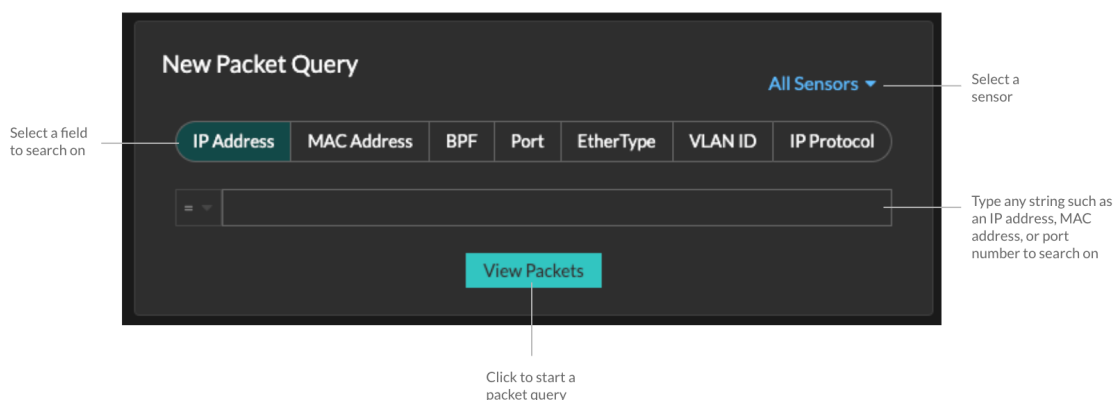 New Packet Query
All Sensors
Select a
sensor
Select a field
to search on
IP Address MAC Address BPF Port EtherType VLAN ID IP Protocol
=
Type any string such as
an IP address, MAC
address, or port
number to search on
View Packets
Click to start a
packet query